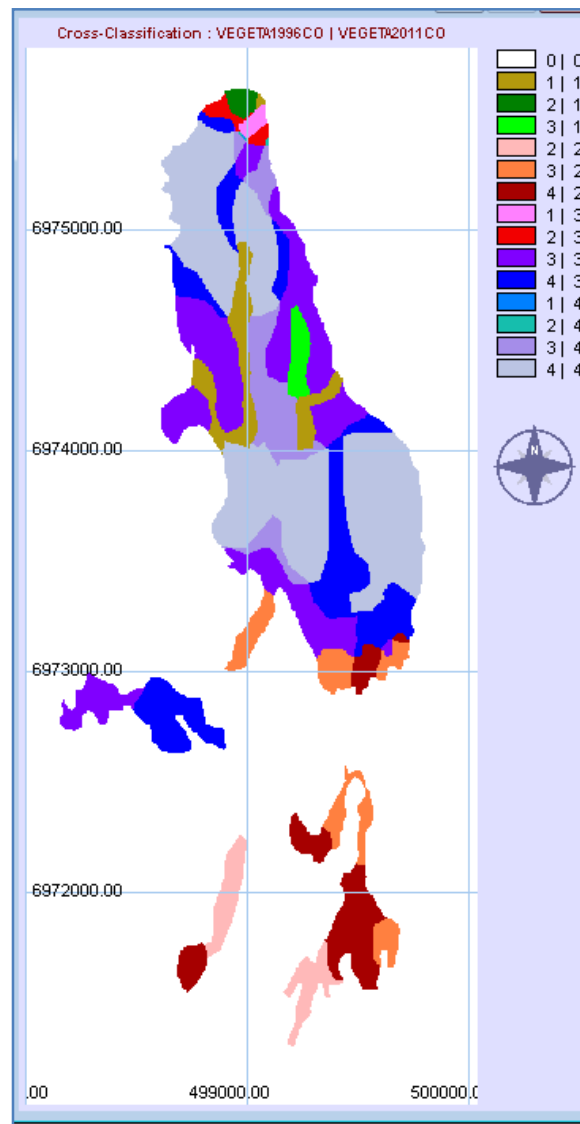 Cross-Classification : VEGETA1996CO | VEGETA2011CO
0 | 0
1 | 1
2 | 1
3 | 1
2 | 2
3 | 2
4 | 2
1 | 3
2 | 3
3 | 3
4 | 3
1 | 4
2 | 4
3 | 4
4 | 4
6975000.00
6974000.00
N
6973000.00
6972000.00
.00
499000.00
500000.0